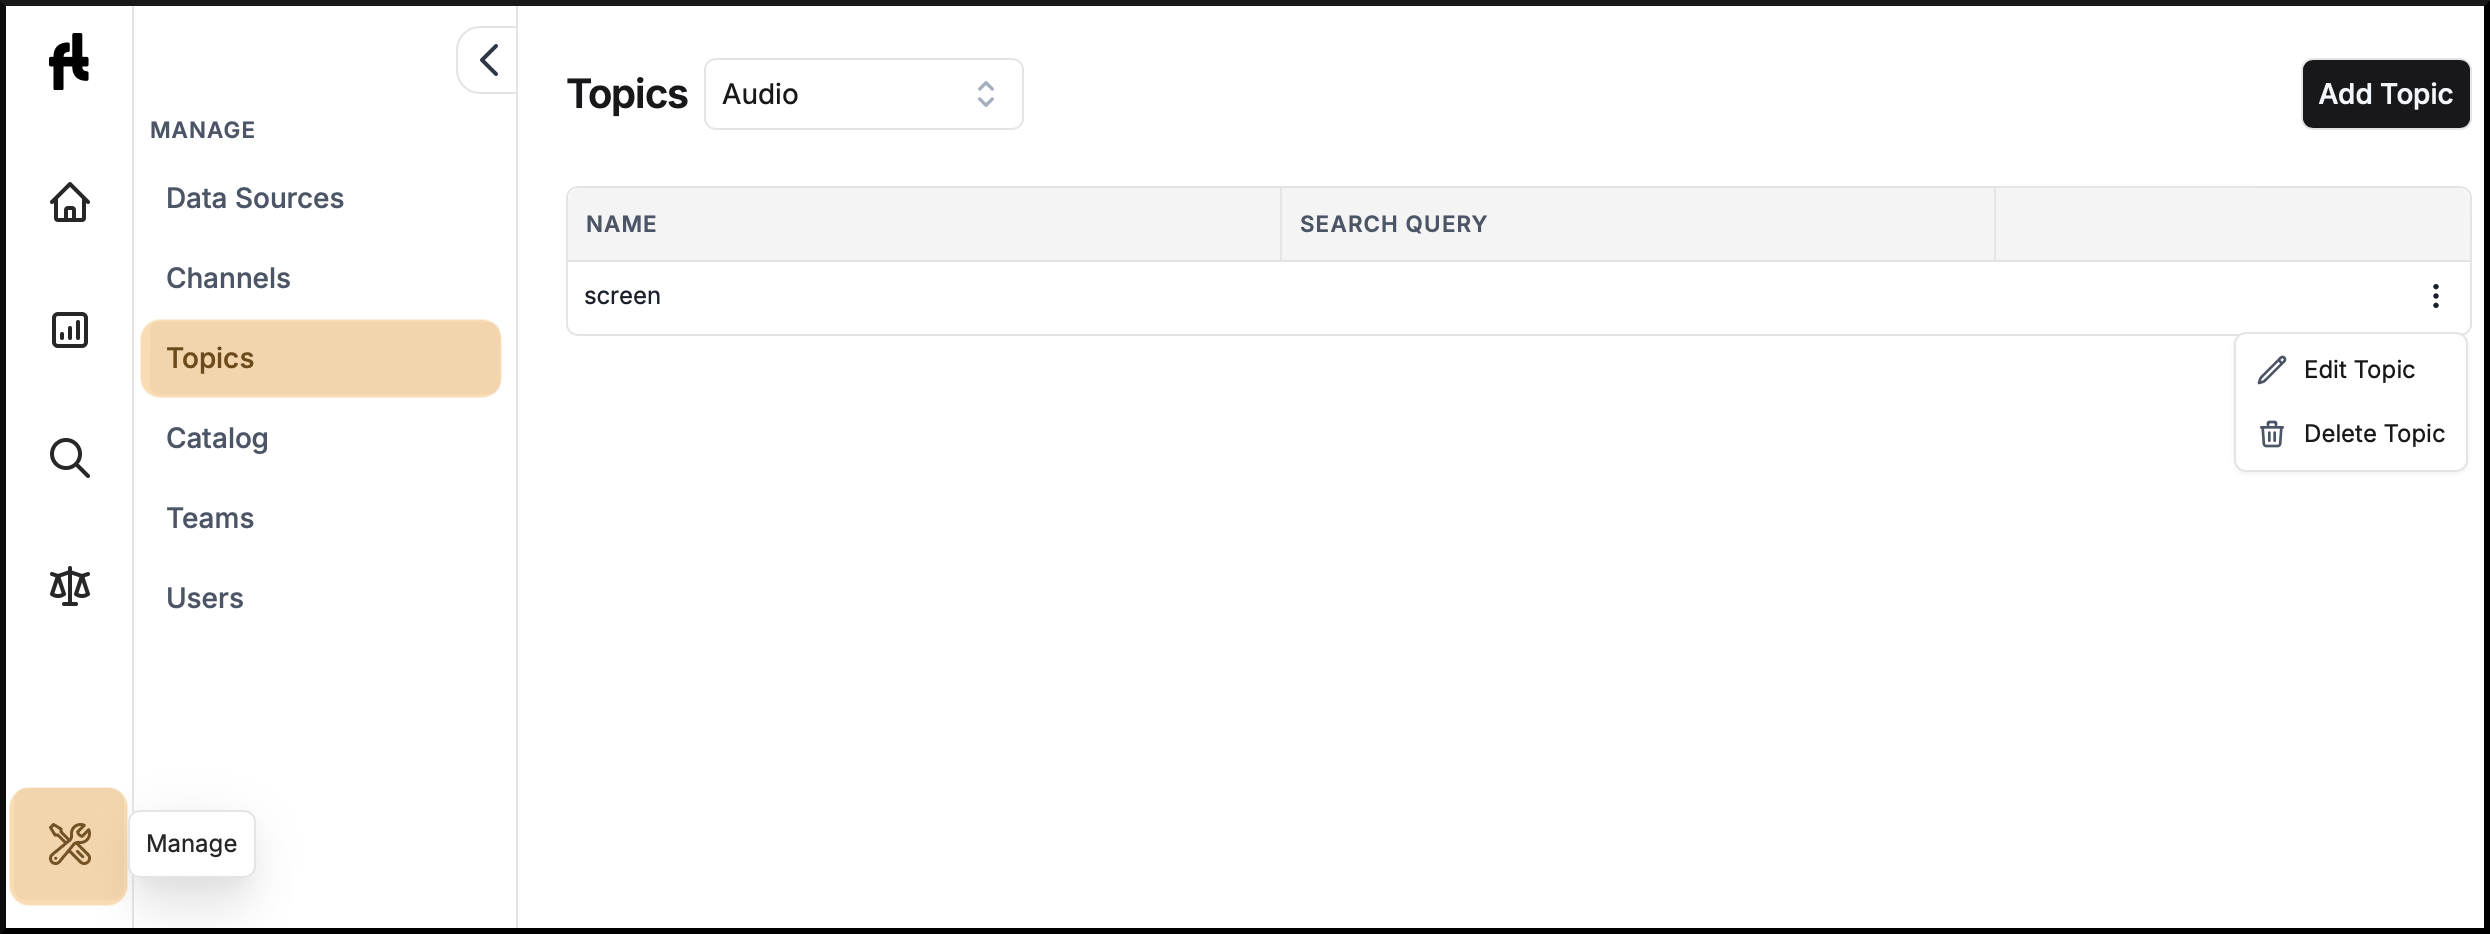 ft
MANAGE
Data Sources
Channels
Topics
Catalog
Teams
Users
Manage
Topics
Audio
Add Topic
NAME
SEARCH QUERY
screen
Edit Topic
Delete Topic